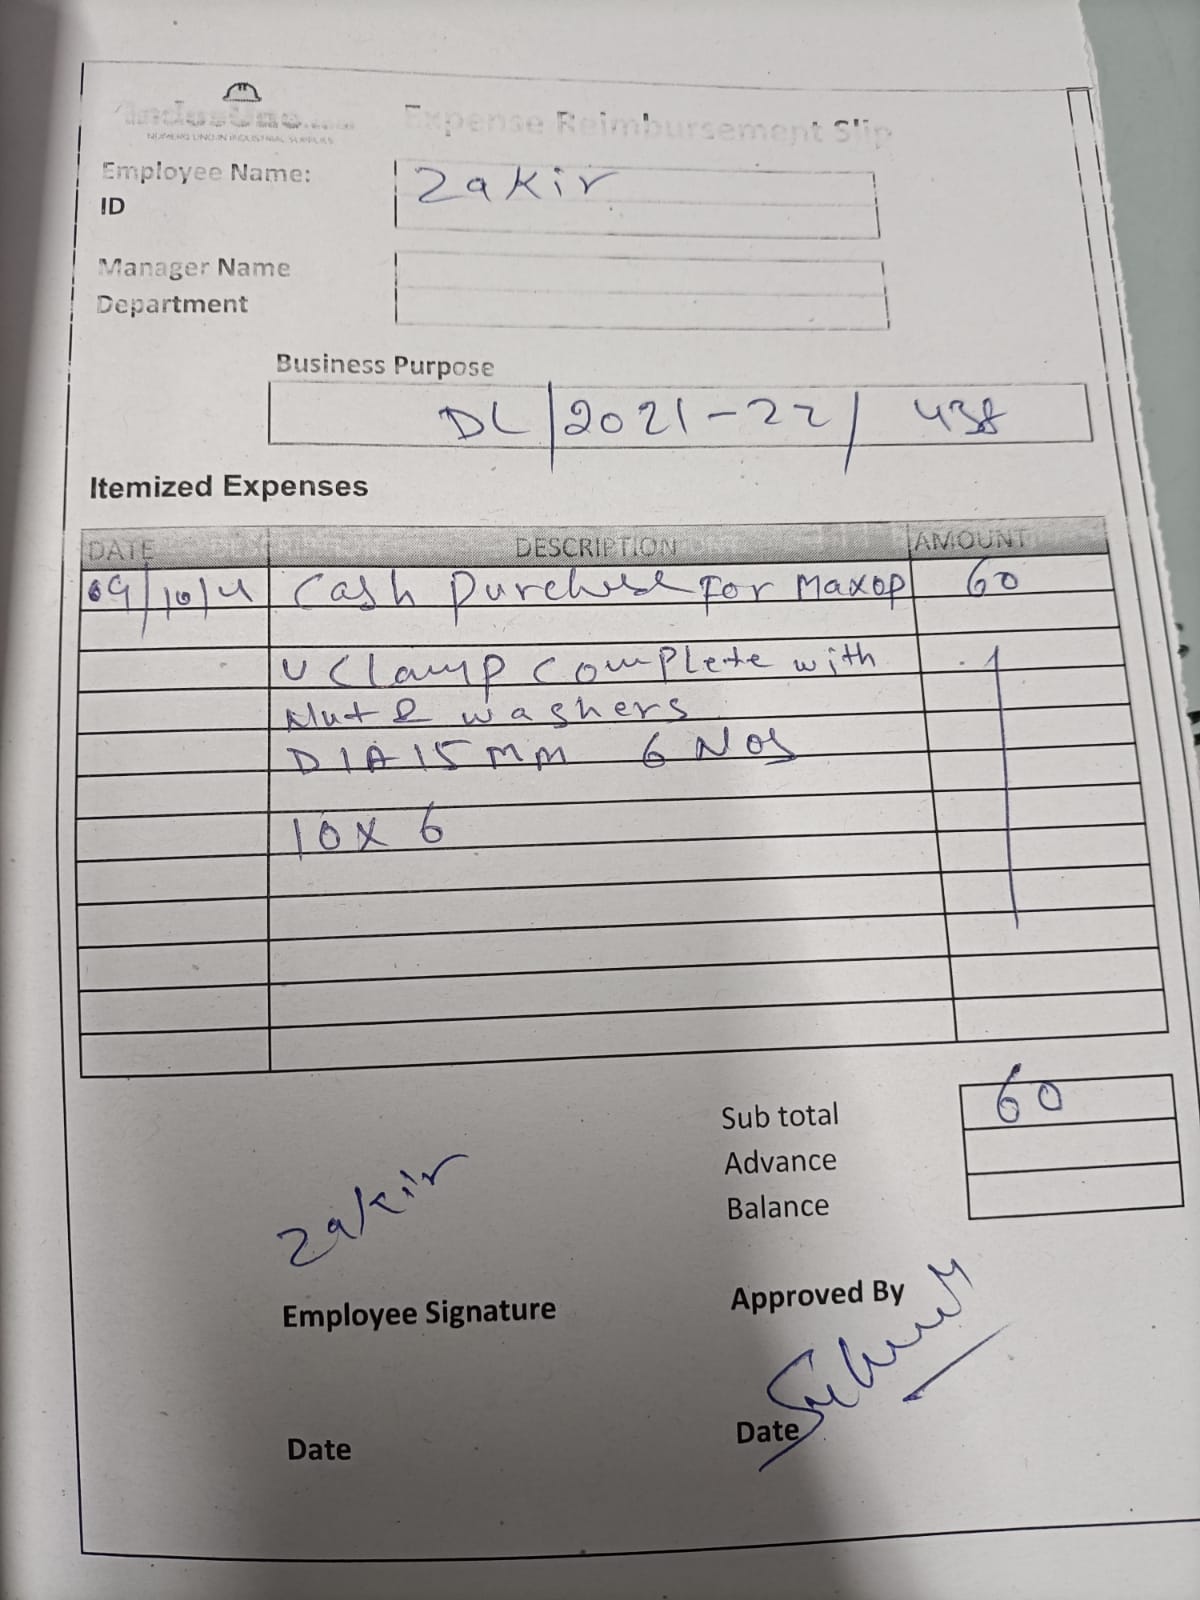 IndusUno.com Expense Reimbursement Slip
NUMERO UNO IN INDUSTRIAL SUPPLIES
Employee Name: Zakir
ID
Manager Name
Department
Business Purpose
DL/2021-22/ 438
Itemized Expenses
DATE DESCRIPTION AMOUNT
09/10/21 Cash Purchase For Maxop 60
U Clamp Complete with
Nut & washers
DIA 15 MM 6 Nos
10 x 6
Sub total 60
Advance
Balance
Zakir
Employee Signature Approved By
Date Date